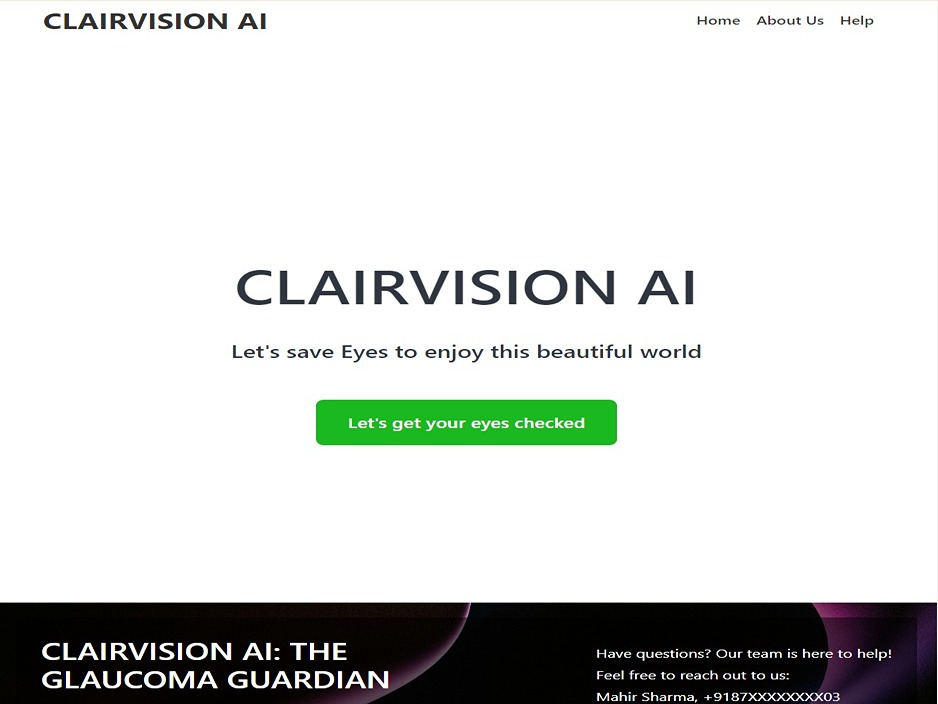 CLAIRVISION AI
Home About Us Help
CLAIRVISION AI
Let's save Eyes to enjoy this beautiful world
Let's get your eyes checked
CLAIRVISION AI: THE
GLAUCOMA GUARDIAN
Have questions? Our team is here to help!
Feel free to reach out to us:
Mahir Sharma, +9187XXXXXXXX03